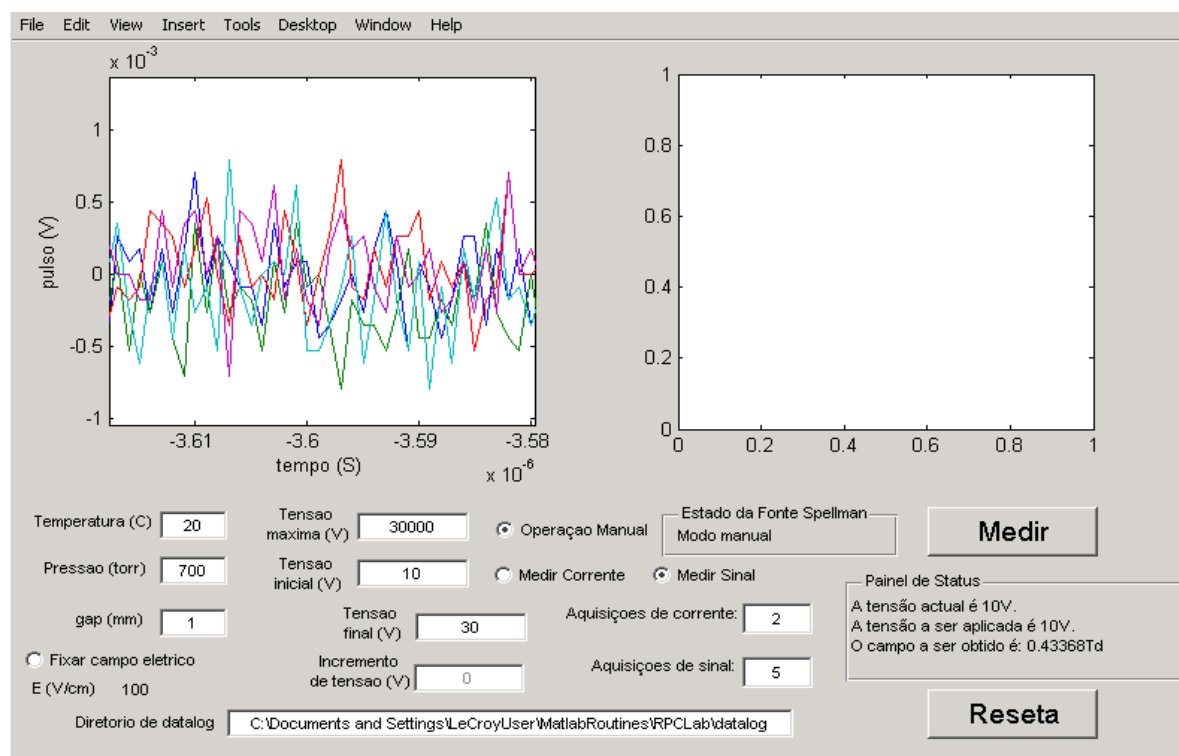 File Edit View Insert Tools Desktop Window Help
x 10^-3
1
0.5
0
-0.5
-1
pulso (V)
-3.61 -3.6 -3.59 -3.58
tempo (S)
x 10^-6
1
0.8
0.6
0.4
0.2
0
0 0.2 0.4 0.6 0.8 1
Temperatura (C) 20
Pressao (torr) 700
gap (mm) 1
Fixar campo eletrico
E (V/cm) 100
Tensao
maxima (V) 30000
Tensao
inicial (V) 10
Tensao
final (V) 30
Incremento
de tensao (V) 0
Operaçao Manual
Medir Corrente Medir Sinal
Estado da Fonte Spellman
Modo manual
Aquisiçoes de corrente: 2
Aquisiçoes de sinal: 5
Medir
Painel de Status
A tensão actual é 10V.
A tensão a ser aplicada é 10V.
O campo a ser obtido é: 0.43368Td
Reseta
Diretorio de datalog C:\Documents and Settings\LeCroyUser\MatlabRoutines\RPCLab\datalog